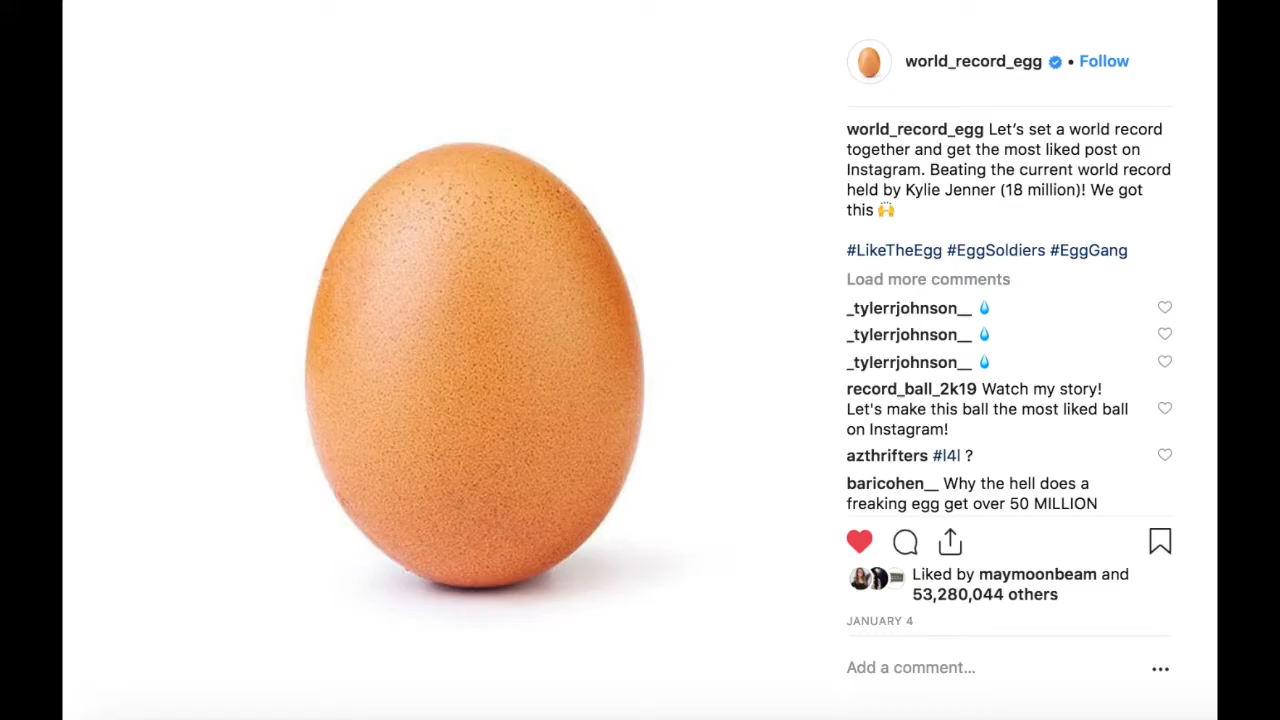 world_record_egg • Follow
world_record_egg Let’s set a world record
together and get the most liked post on
Instagram. Beating the current world record
held by Kylie Jenner (18 million)! We got
this 🙌
#LikeTheEgg #EggSoldiers #EggGang
Load more comments
_tylerrjohnson__ 💧
_tylerrjohnson__ 💧
_tylerrjohnson__ 💧
record_ball_2k19 Watch my story!
Let's make this ball the most liked ball
on Instagram!
azthrifters #l4l ?
baricohen__ Why the hell does a
freaking egg get over 50 MILLION
Liked by maymoonbeam and
53,280,044 others
JANUARY 4
Add a comment...